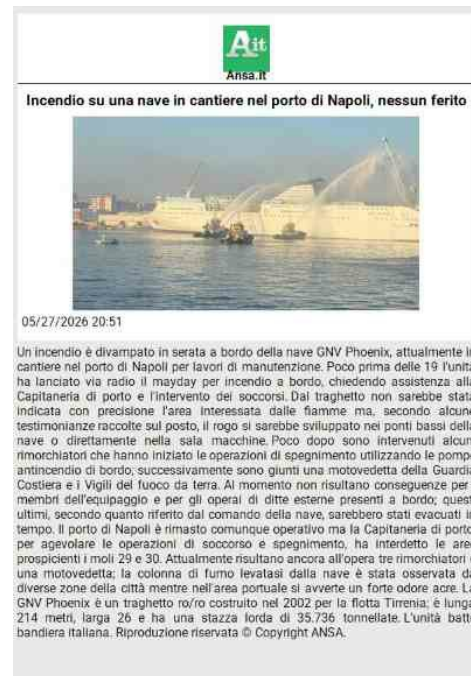 Ait
Ansa.it
Incendio su una nave in cantiere nel porto di Napoli, nessun ferito
05/27/2026 20:51
Un incendio è divampato in serata a bordo della nave GNV Phoenix, attualmente in
cantiere nel porto di Napoli per lavori di manutenzione. Poco prima delle 19 l'unità
ha lanciato via radio il mayday per incendio a bordo, chiedendo assistenza alla
Capitaneria di porto e l'intervento dei soccorsi. Dal traghetto non sarebbe stata
indicata con precisione l'area interessata dalle fiamme ma, secondo alcune
testimonianze raccolte sul posto, il rogo si sarebbe sviluppato nei ponti bassi della
nave o direttamente nella sala macchine. Poco dopo sono intervenuti alcuni
rimorchiatori che hanno iniziato le operazioni di spegnimento utilizzando le pompe
antincendio di bordo; successivamente sono giunti una motovedetta della Guardia
Costiera e i Vigili del fuoco da terra. Al momento non risultano conseguenze per
membri dell'equipaggio e per gli operai di ditte esterne presenti a bordo; questi
ultimi, secondo quanto riferito dal comando della nave, sarebbero stati evacuati in
tempo. Il porto di Napoli è rimasto comunque operativo ma la Capitaneria di porto,
per agevolare le operazioni di soccorso e spegnimento, ha interdetto le aree
prospicienti i moli 29 e 30. Attualmente risultano ancora all'opera tre rimorchiatori
una motovedetta; la colonna di fumo levatasi dalla nave è stata osservata da
diverse zone della città mentre nell'area portuale si avverte un forte odore acre. La
GNV Phoenix è un traghetto ro/ro costruito nel 2002 per la flotta Tirrenia; è lunga
214 metri, larga 26 e ha una stazza lorda di 35.736 tonnellate. L'unità batte
bandiera italiana. Riproduzione riservata © Copyright ANSA.